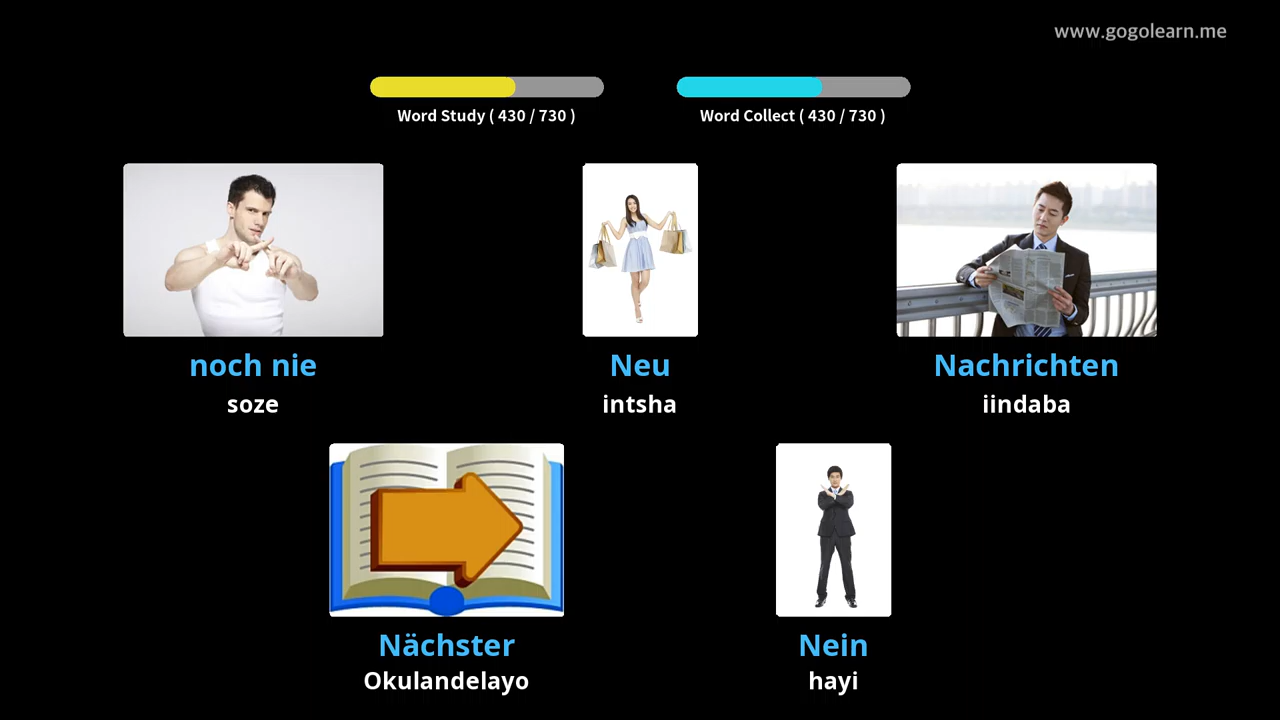 www.gogolearn.me
Word Study ( 430 / 730 )
Word Collect ( 430 / 730 )
noch nie
soze
Neu
intsha
Nachrichten
iindaba
Nächster
Okulandelayo
Nein
hayi